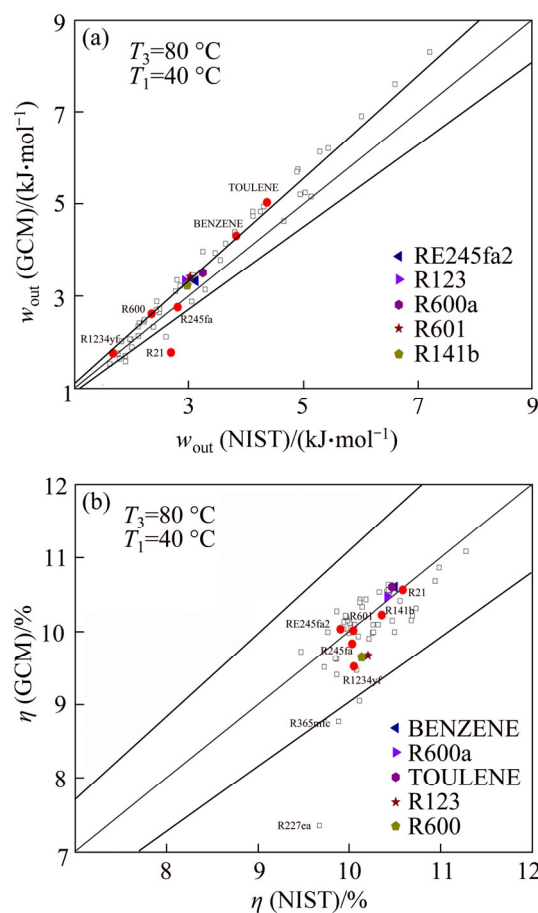 (a)
T₃=80 °C
T₁=40 °C
9
7
5
3
1
w_out (GCM)/(kJ·mol⁻¹)
TOULENE
BENZENE
R600
R245fa
R1234yf
R21
RE245fa2
R123
R600a
R601
R141b
3
5
7
9
w_out (NIST)/(kJ·mol⁻¹)
(b)
T₃=80 °C
T₁=40 °C
12
11
10
9
8
7
η (GCM)/%
R21
R141b
RE245fa2
R601
R245fa
R1234yf
R365mfc
R227ea
BENZENE
R600a
TOULENE
R123
R600
8
9
10
11
12
η (NIST)/%